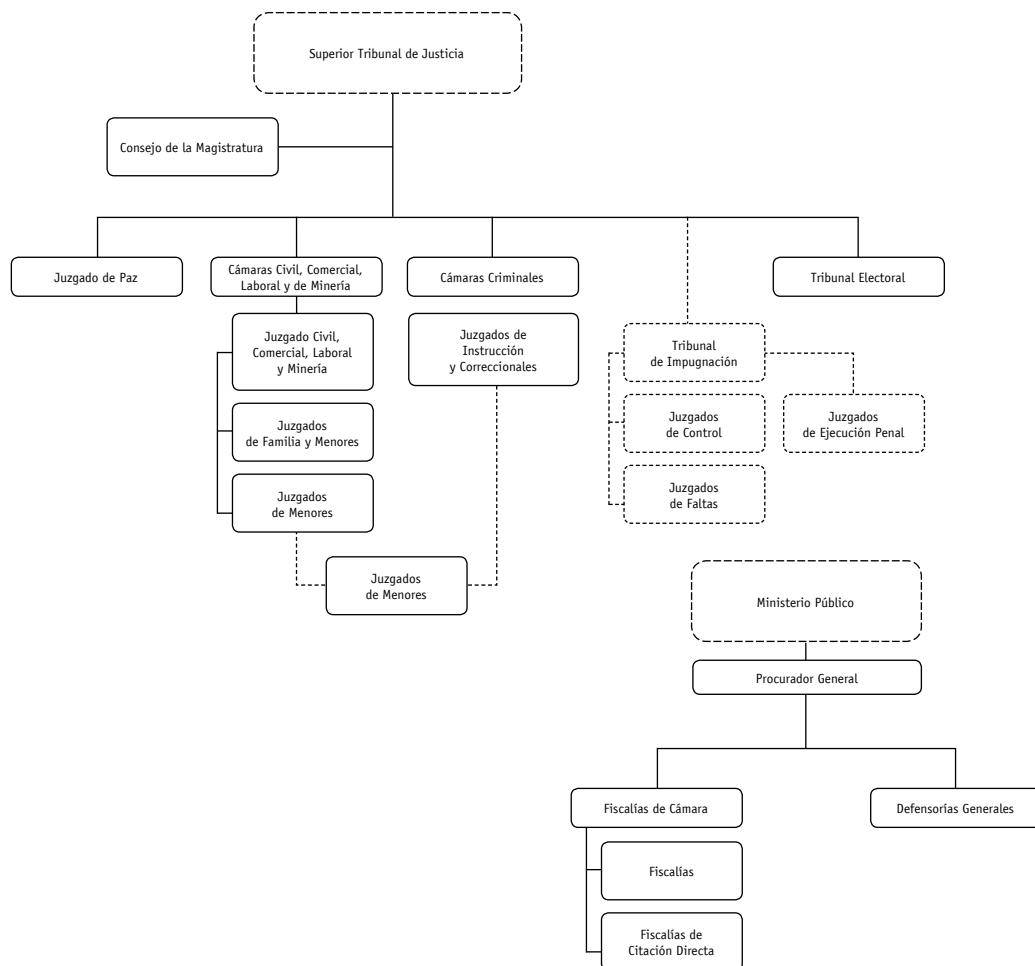 Superior Tribunal de Justicia
Consejo de la Magistratura
Juzgado de Paz
Cámaras Civil, Comercial,
Laboral y de Minería
Cámaras Criminales
Tribunal Electoral
Juzgado Civil,
Comercial, Laboral
y Minería
Juzgados de
Instrucción
y Correccionales
Tribunal
de Impugnación
Juzgados
de Familia y Menores
Juzgados
de Control
Juzgados
de Ejecución Penal
Juzgados
de Menores
Juzgados
de Faltas
Juzgados
de Menores
Ministerio Público
Procurador General
Fiscalías de Cámara
Defensorías Generales
Fiscalías
Fiscalías de
Citación Directa